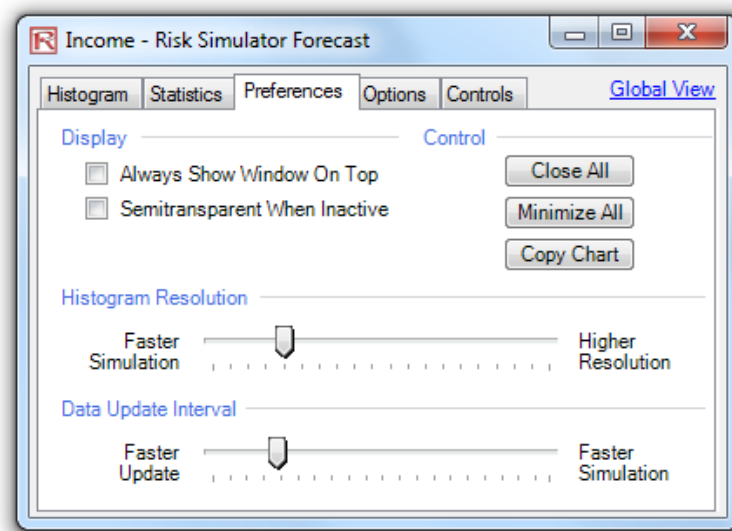 Income - Risk Simulator Forecast
Histogram Statistics Preferences Options Controls Global View
Display Control
Always Show Window On Top Close All
Semitransparent When Inactive Minimize All
Copy Chart
Histogram Resolution
Faster Higher
Simulation Resolution
Data Update Interval
Faster Faster
Update Simulation